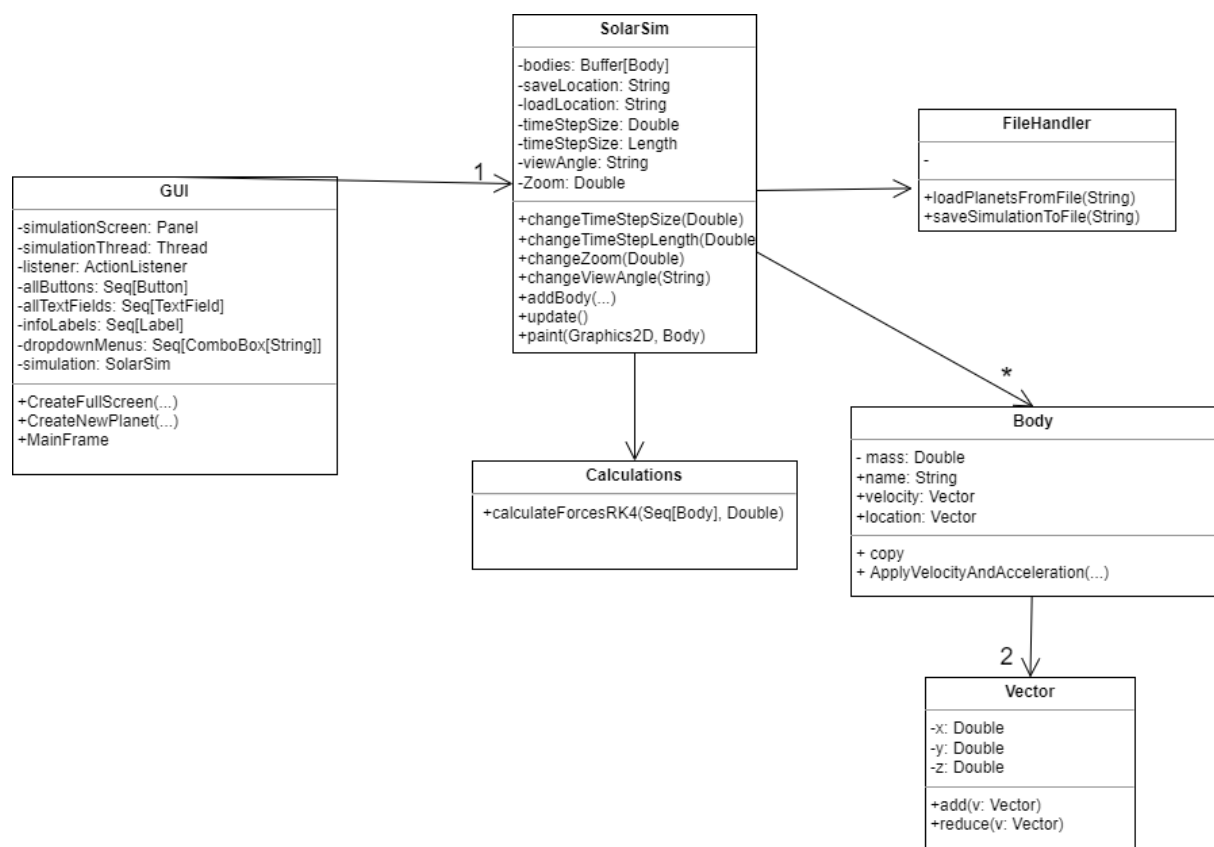 SolarSim
-bodies: Buffer[Body]
-saveLocation: String
-loadLocation: String
-timeStepSize: Double
-timeStepSize: Length
-viewAngle: String
-Zoom: Double
+changeTimeStepSize(Double)
+changeTimeStepLength(Double
+changeZoom(Double)
+changeViewAngle(String)
+addBody(...)
+update()
+paint(Graphics2D, Body)
FileHandler
-
+loadPlanetsFromFile(String)
+saveSimulationToFile(String)
1
GUI
-simulationScreen: Panel
-simulationThread: Thread
-listener: ActionListener
-allButtons: Seq[Button]
-allTextFields: Seq[TextField]
-infoLabels: Seq[Label]
-dropdownMenus: Seq[ComboBox[String]]
-simulation: SolarSim
+CreateFullScreen(...)
+CreateNewPlanet(...)
+MainFrame
*
Body
- mass: Double
+name: String
+velocity: Vector
+location: Vector
+ copy
+ ApplyVelocityAndAcceleration(...)
Calculations
+calculateForcesRK4(Seq[Body], Double)
2
Vector
-x: Double
-y: Double
-z: Double
+add(v: Vector)
+reduce(v: Vector)